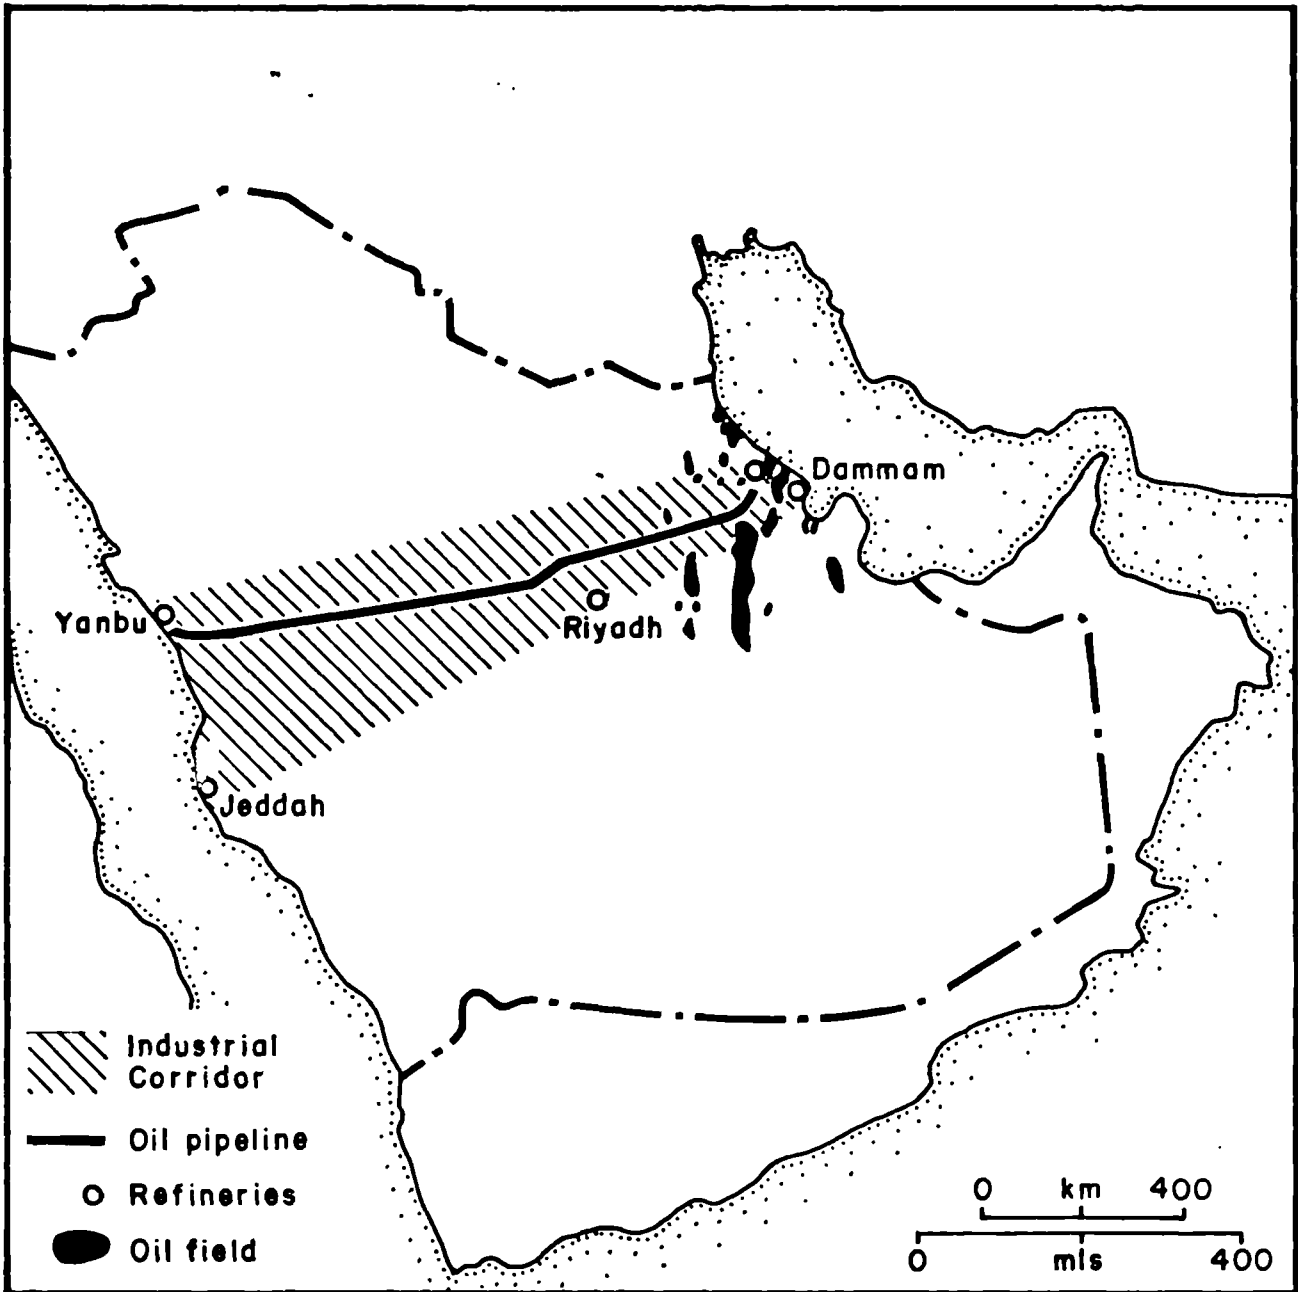 Dammam
Yanbu
Riyadh
Jeddah
Industrial
Corridor
Oil pipeline
Refineries
Oil field
0 km 400
0 mls 400